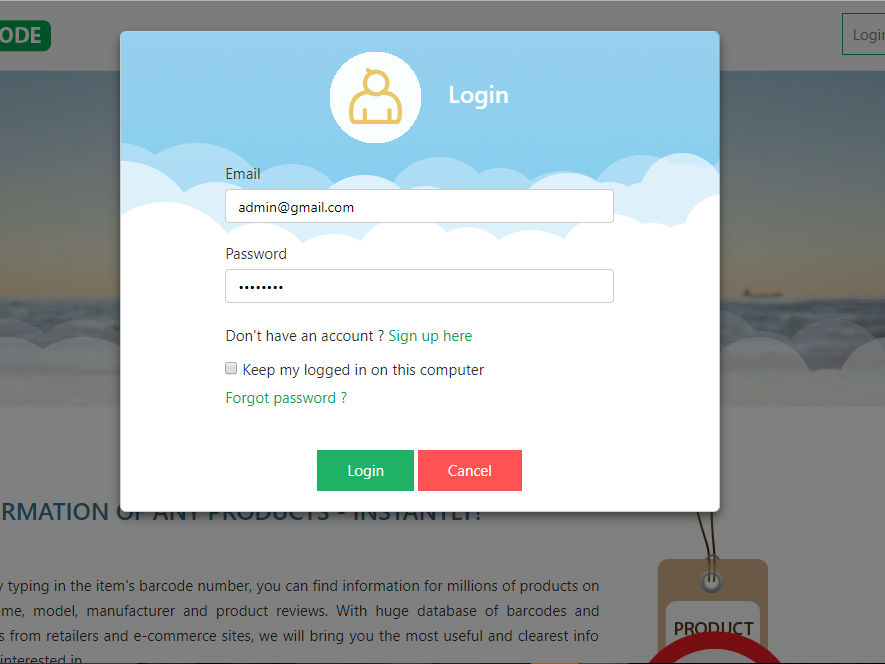 ODE
Login
Login
Email
admin@gmail.com
Password
Don't have an account ? Sign up here
Keep my logged in on this computer
Forgot password ?
Login Cancel
RMATION OF ANY PRODUCTS - INSTANTLY!
y typing in the item's barcode number, you can find information for millions of products on
me, model, manufacturer and product reviews. With huge database of barcodes and
s from retailers and e-commerce sites, we will bring you the most useful and clearest info
interested in.
PRODUCT